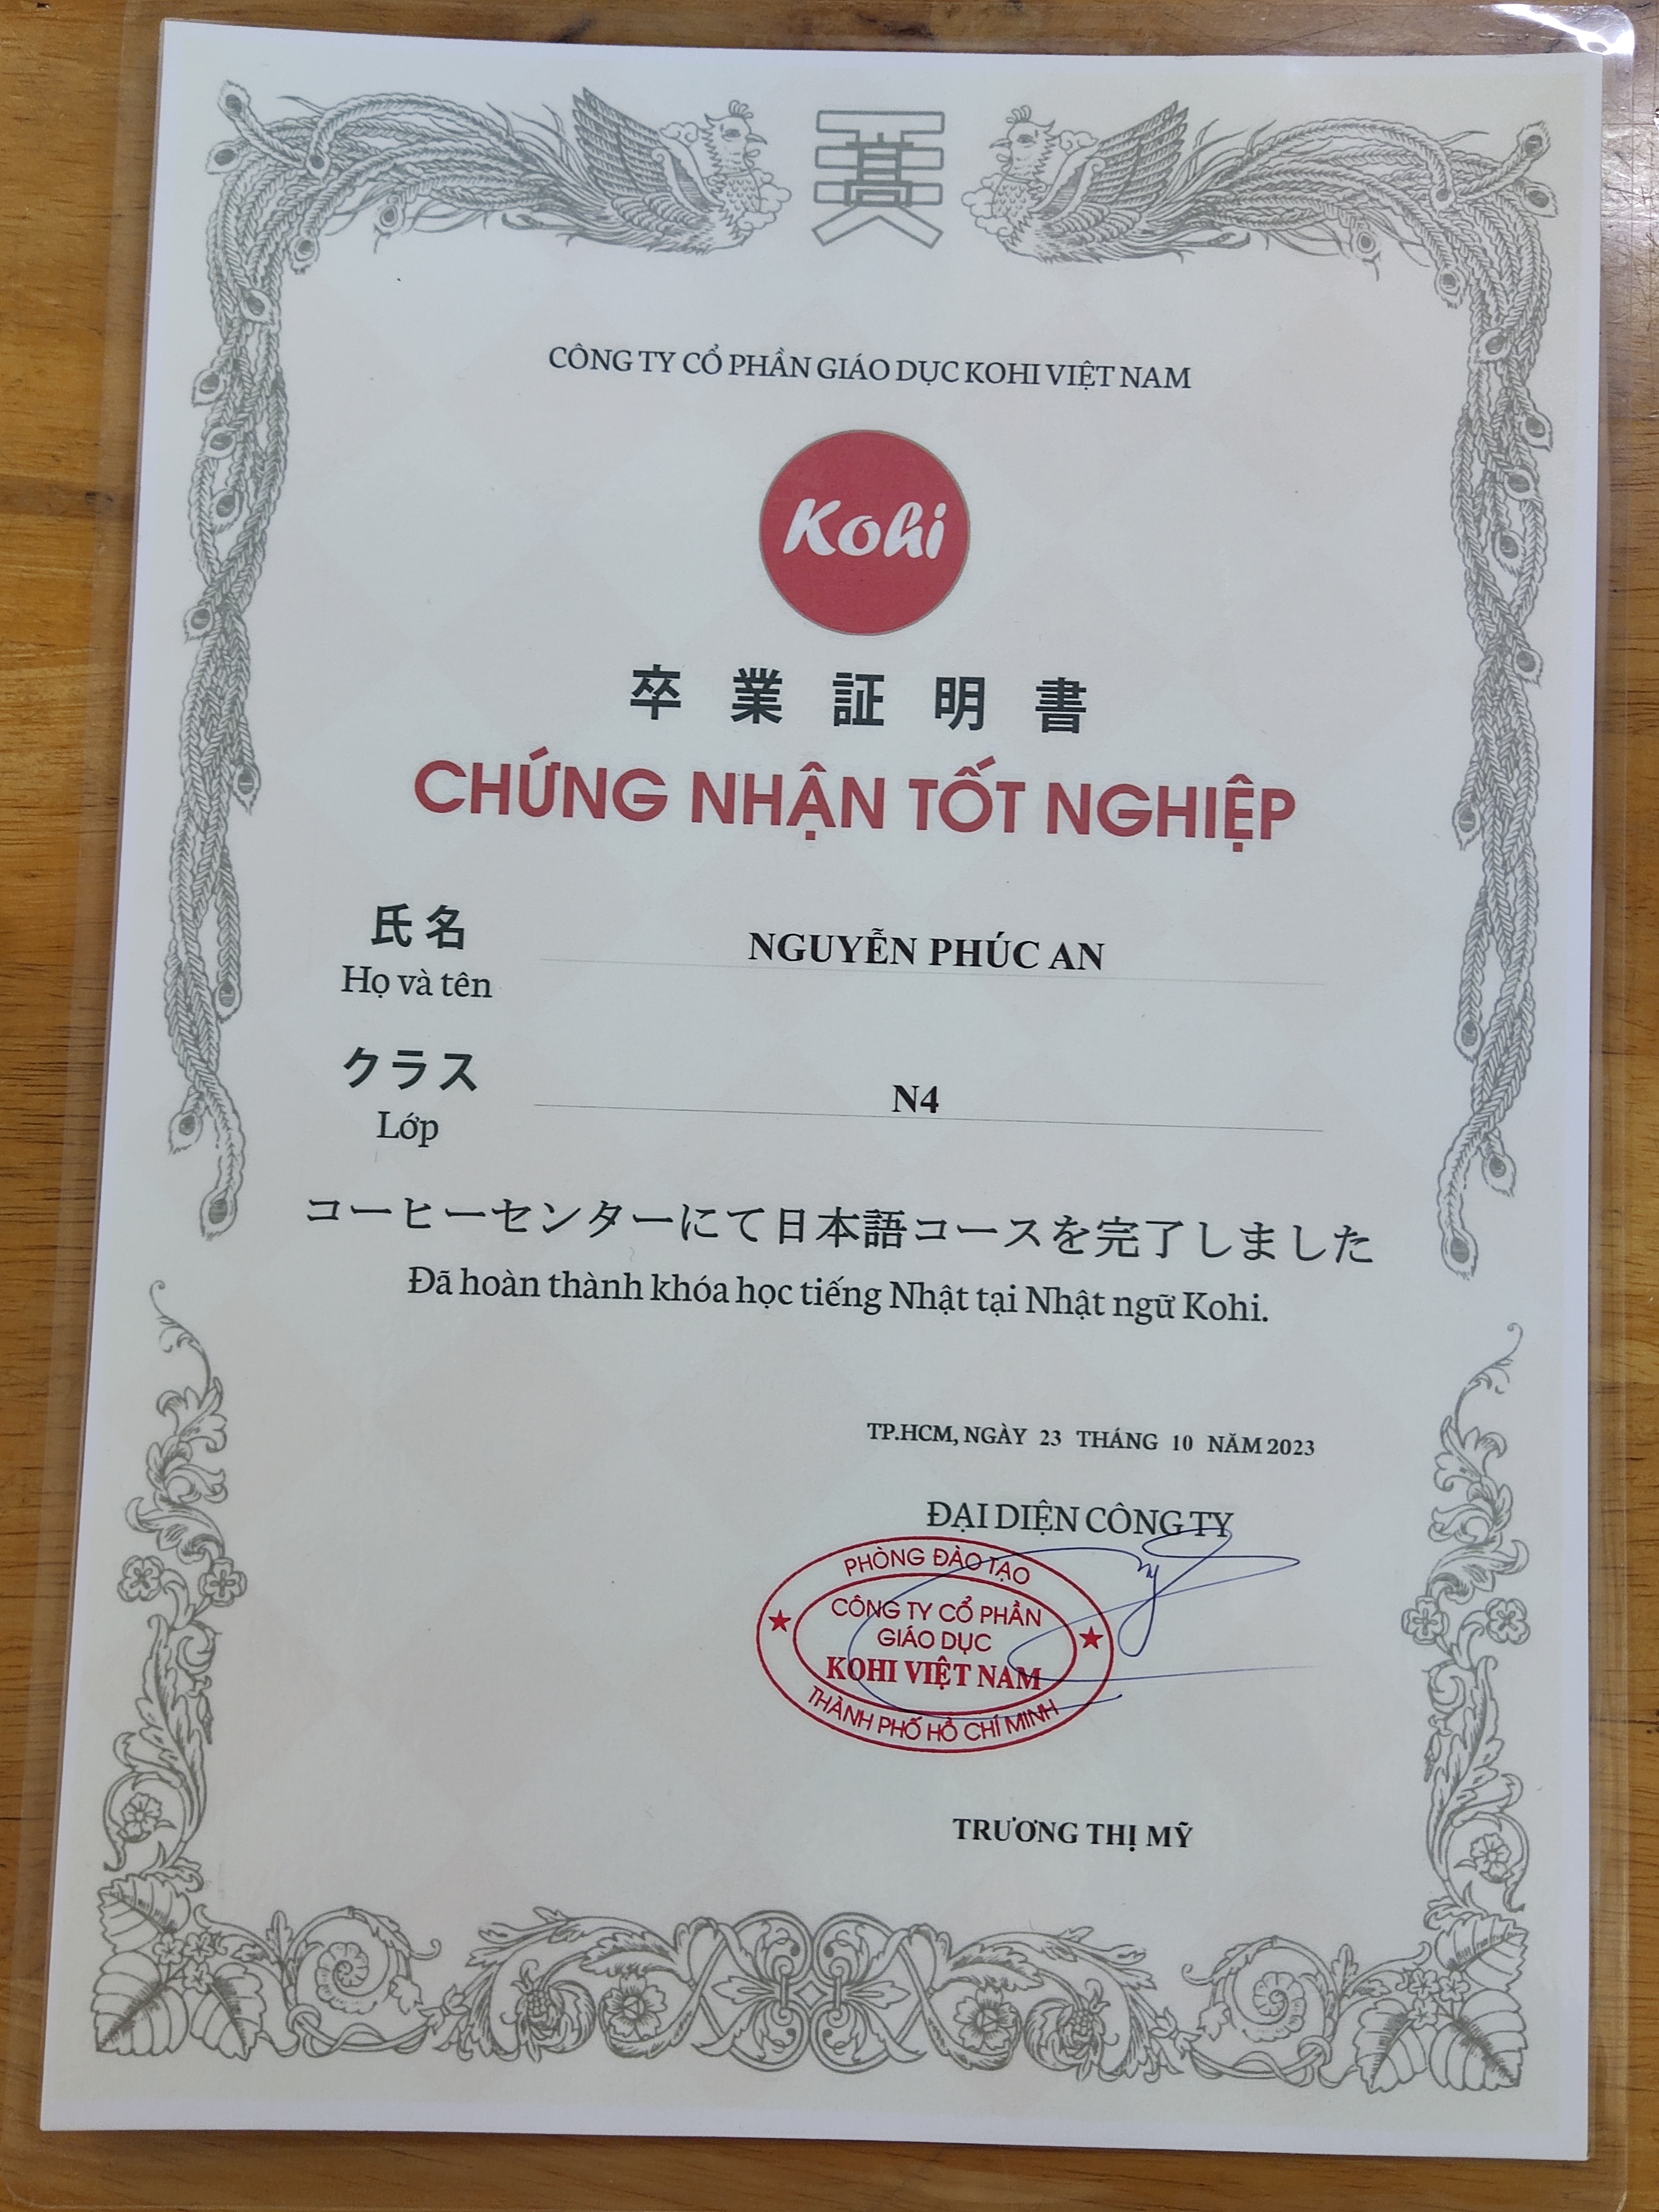 CÔNG TY CỔ PHẦN GIÁO DỤC KOHI VIỆT NAM
Kohi
卒業証明書
CHỨNG NHẬN TỐT NGHIỆP
氏名
NGUYỄN PHÚC AN
Họ và tên
クラス
N4
Lớp
コーヒーセンターにて日本語コースを完了しました
Đã hoàn thành khóa học tiếng Nhật tại Nhật ngữ Kohi.
TP.HCM, NGÀY 23 THÁNG 10 NĂM 2023
ĐẠI DIỆN CÔNG TY
PHÒNG ĐÀO TẠO
CÔNG TY CỔ PHẦN
GIÁO DỤC
KOHI VIỆT NAM
THÀNH PHỐ HỒ CHÍ MINH
TRƯƠNG THỊ MỸ